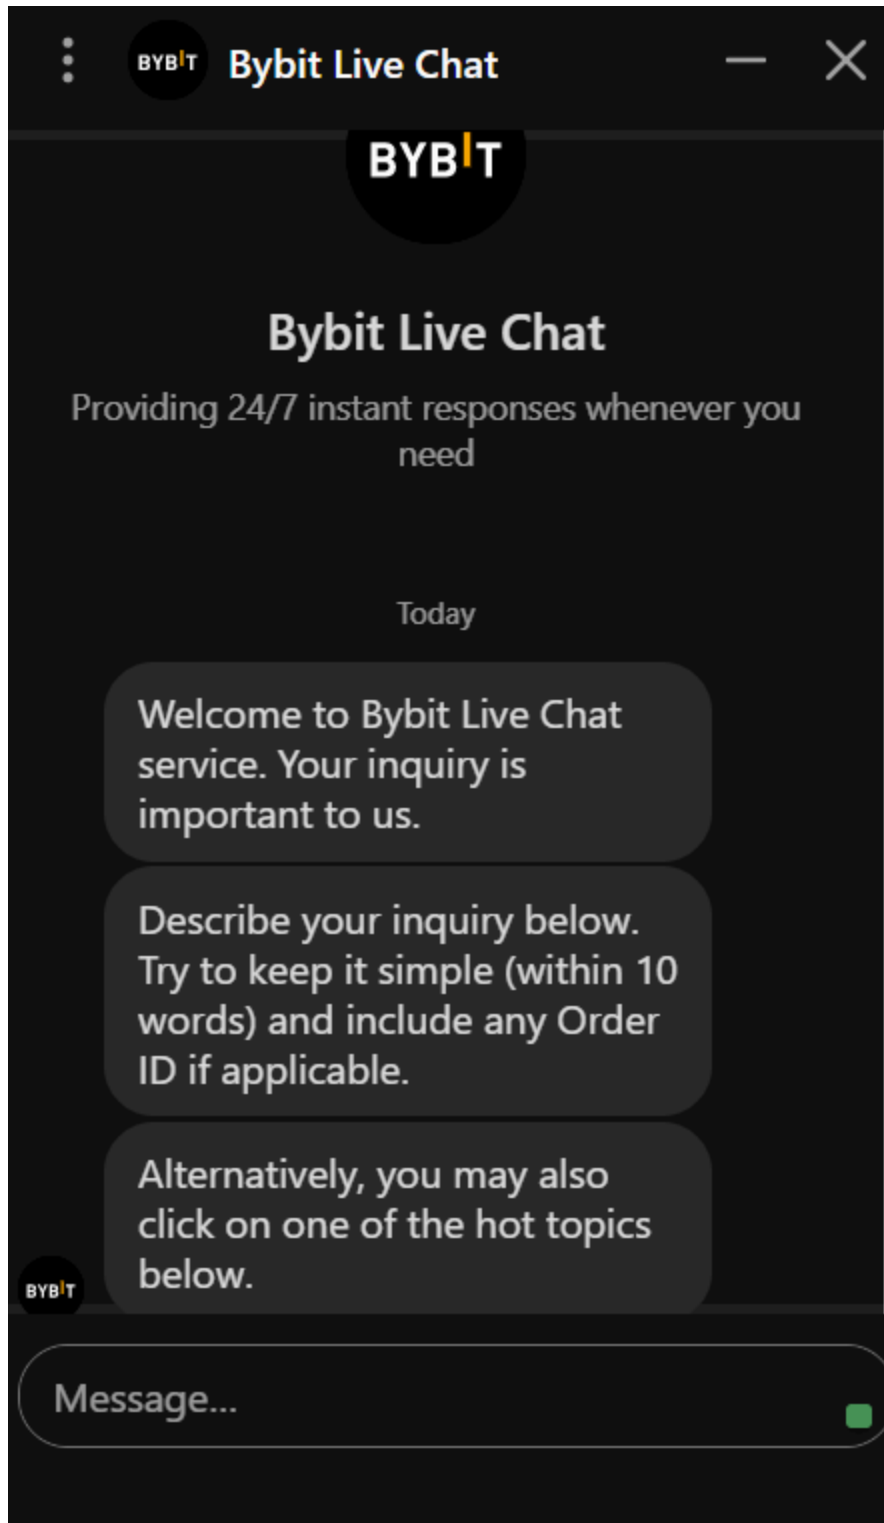 BYBIT Bybit Live Chat
BYBIT
Bybit Live Chat
Providing 24/7 instant responses whenever you
need
Today
Welcome to Bybit Live Chat
service. Your inquiry is
important to us.
Describe your inquiry below.
Try to keep it simple (within 10
words) and include any Order
ID if applicable.
Alternatively, you may also
click on one of the hot topics
below.
BYBIT
Message...